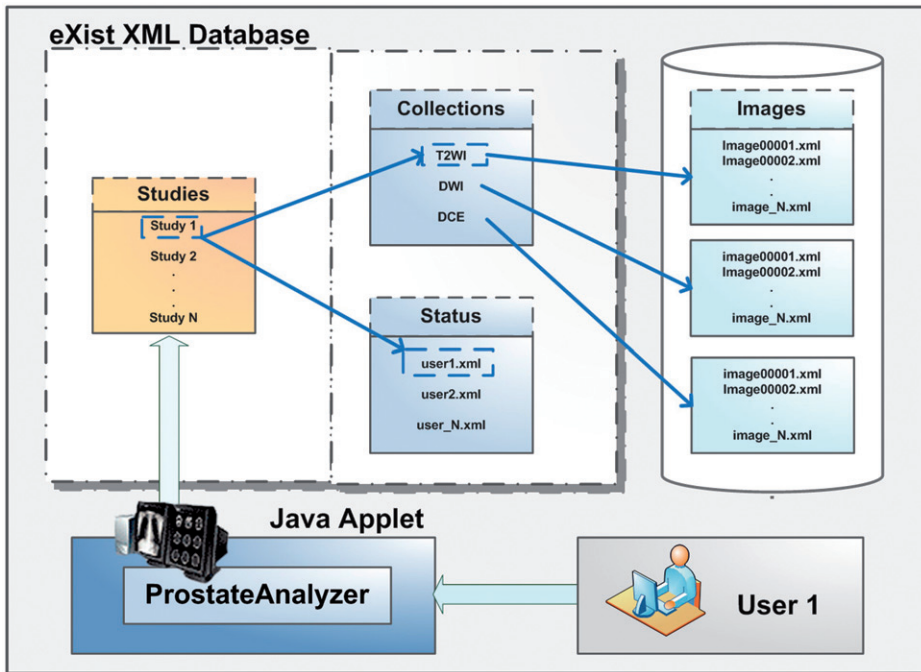 eXist XML Database
Studies
Study 1
Study 2
.
.
Study N
Collections
T2WI
DWI
DCE
Status
user1.xml
user2.xml
user_N.xml
Images
Image00001.xml
Image00002.xml
.
.
image_N.xml
image00001.xml
Image00002.xml
.
.
image_N.xml
image00001.xml
Image00002.xml
.
.
image_N.xml
Java Applet
ProstateAnalyzer
User 1